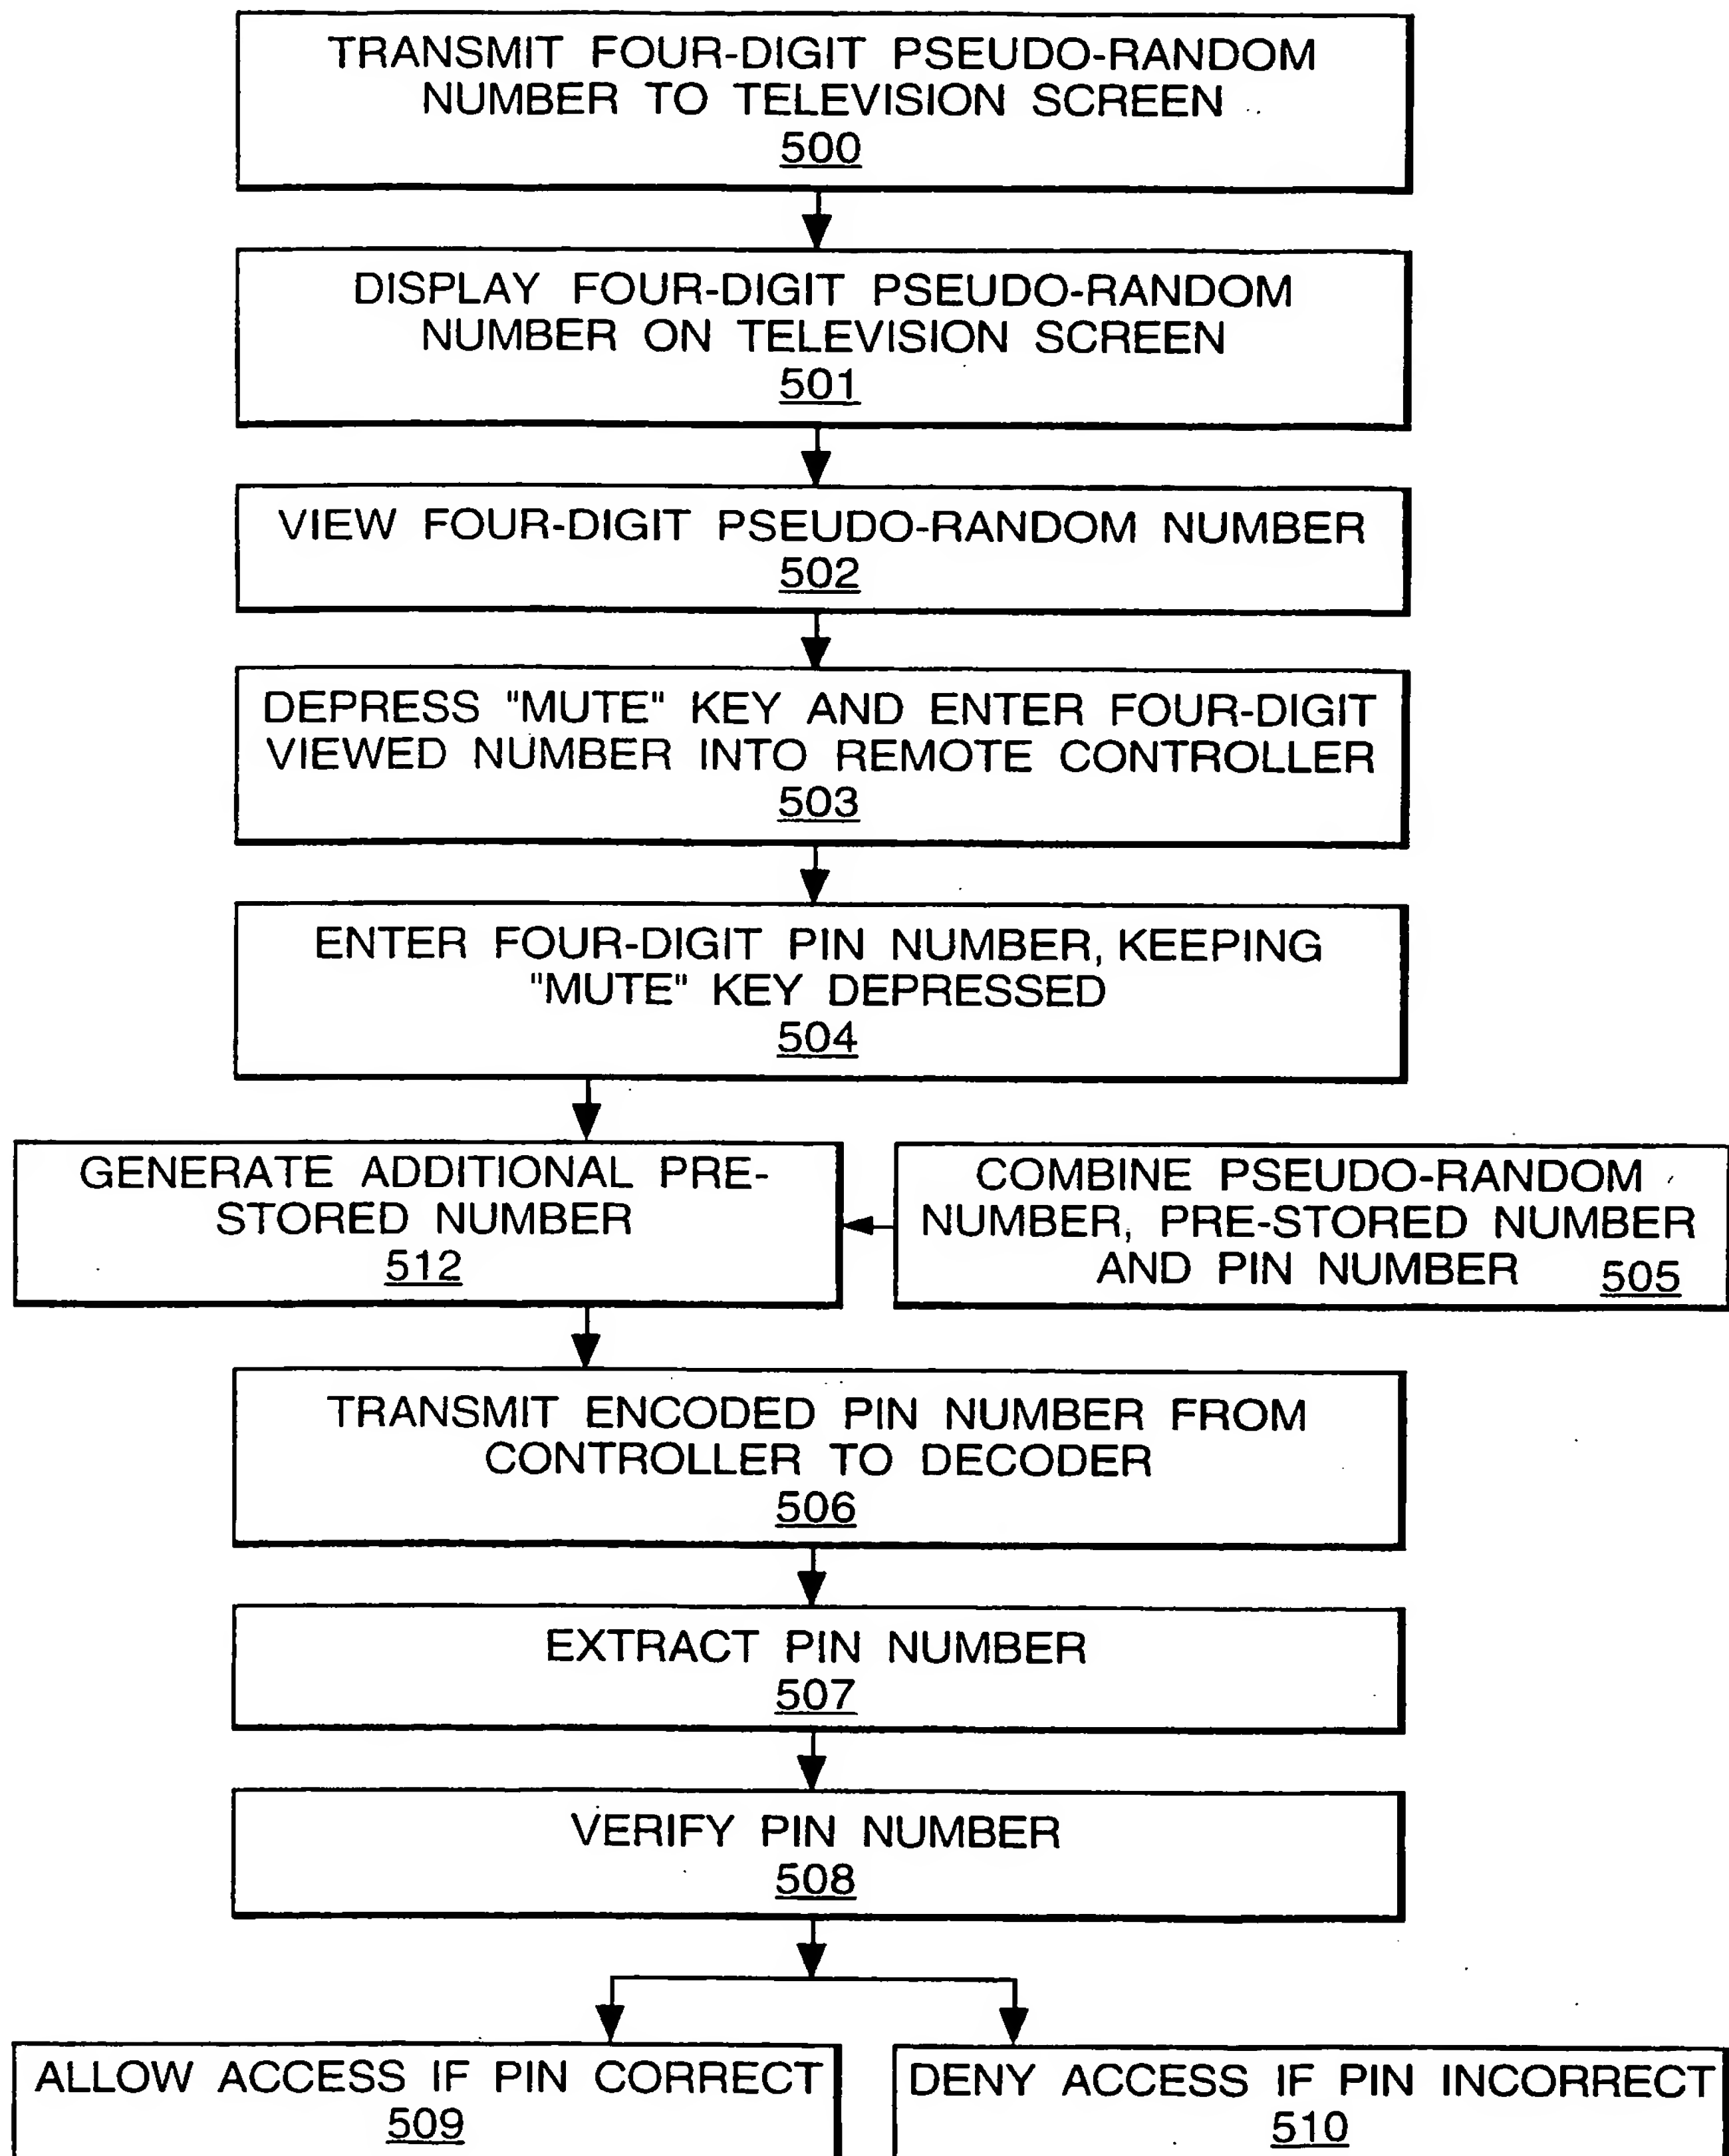 TRANSMIT FOUR-DIGIT PSEUDO-RANDOM
NUMBER TO TELEVISION SCREEN
500
DISPLAY FOUR-DIGIT PSEUDO-RANDOM
NUMBER ON TELEVISION SCREEN
501
VIEW FOUR-DIGIT PSEUDO-RANDOM NUMBER
502
DEPRESS "MUTE" KEY AND ENTER FOUR-DIGIT
VIEWED NUMBER INTO REMOTE CONTROLLER
503
ENTER FOUR-DIGIT PIN NUMBER, KEEPING
"MUTE" KEY DEPRESSED
504
GENERATE ADDITIONAL PRE-
STORED NUMBER
512
COMBINE PSEUDO-RANDOM
NUMBER, PRE-STORED NUMBER
AND PIN NUMBER 505
TRANSMIT ENCODED PIN NUMBER FROM
CONTROLLER TO DECODER
506
EXTRACT PIN NUMBER
507
VERIFY PIN NUMBER
508
ALLOW ACCESS IF PIN CORRECT
509
DENY ACCESS IF PIN INCORRECT
510